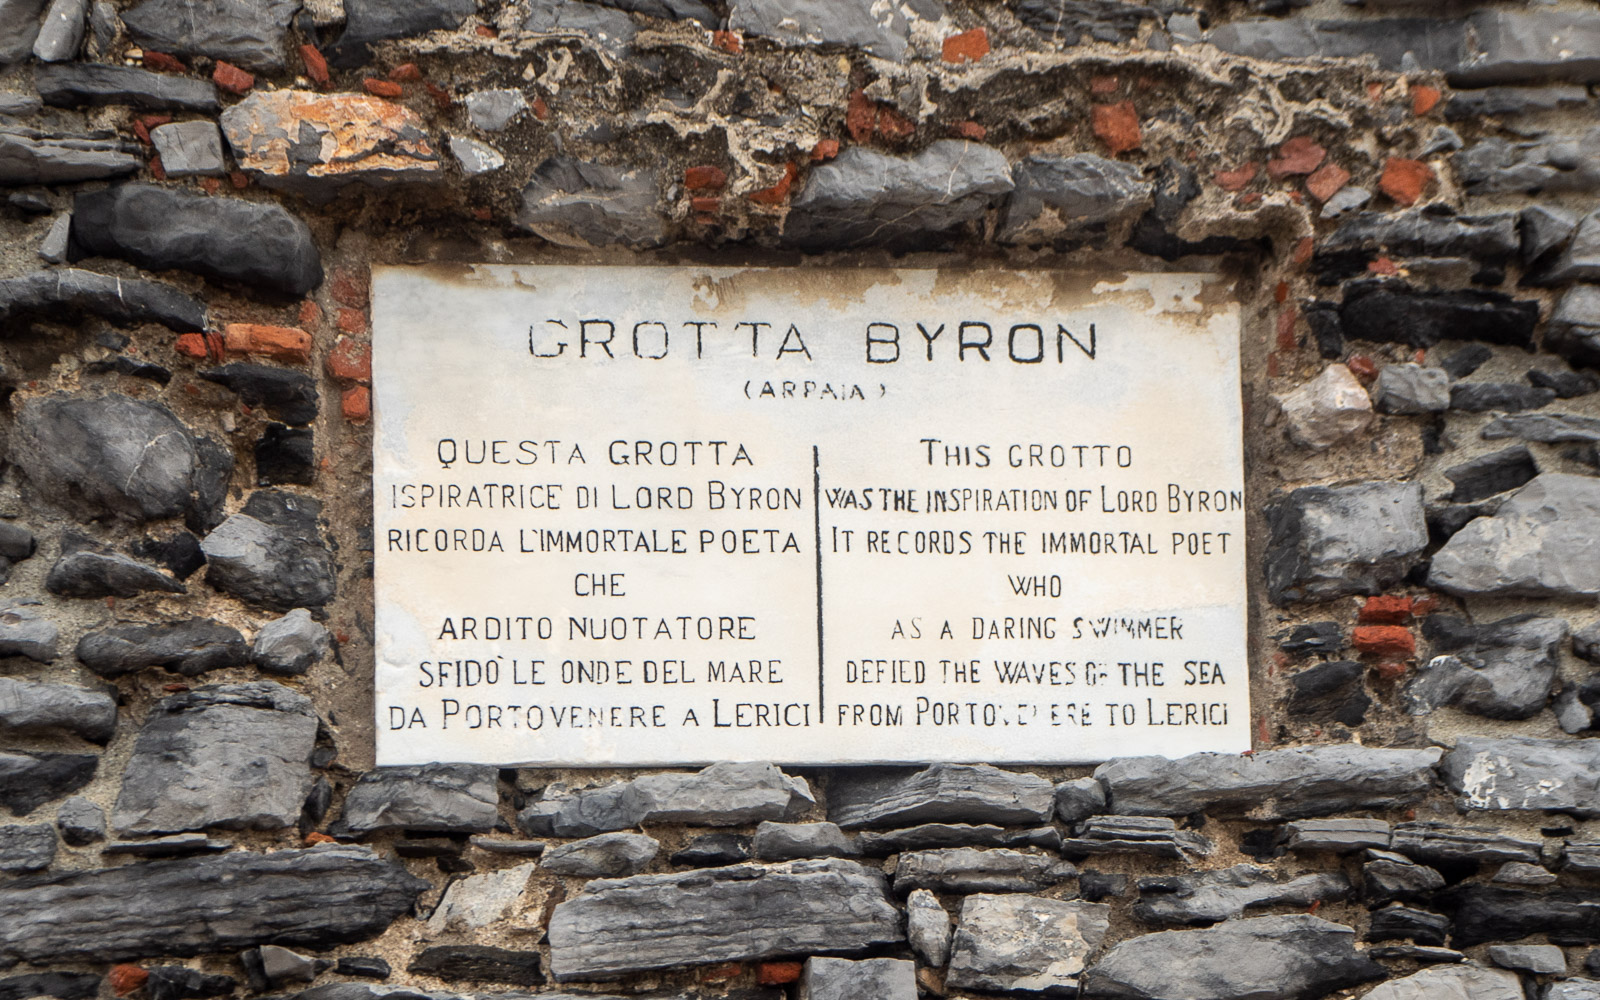 GROTTA BYRON
(ARPAIA)
QUESTA GROTTA
ISPIRATRICE DI LORD BYRON
RICORDA L'IMMORTALE POETA
CHE
ARDITO NUOTATORE
SFIDÒ LE ONDE DEL MARE
DA PORTOVENERE A LERICI
THIS GROTTO
WAS THE INSPIRATION OF LORD BYRON
IT RECORDS THE IMMORTAL POET
WHO
AS A DARING SWIMMER
DEFIED THE WAVES OF THE SEA
FROM PORTOVENERE TO LERICI